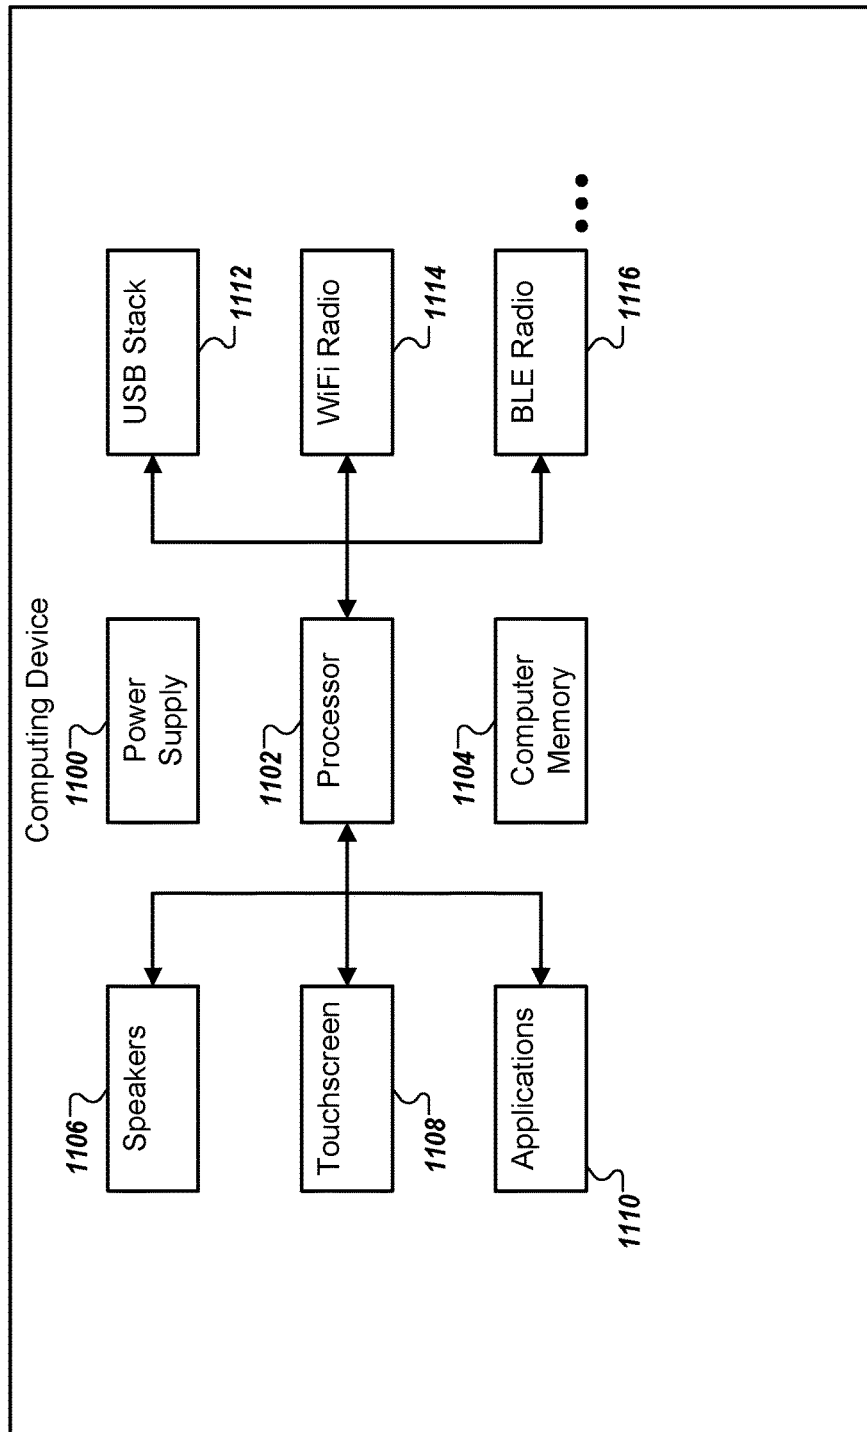 Computing Device
1106
Speakers
1100
Power
Supply
USB Stack
1112
Touchscreen
1108
1102
Processor
WiFi Radio
1114
Applications
1110
1104
Computer
Memory
BLE Radio
1116